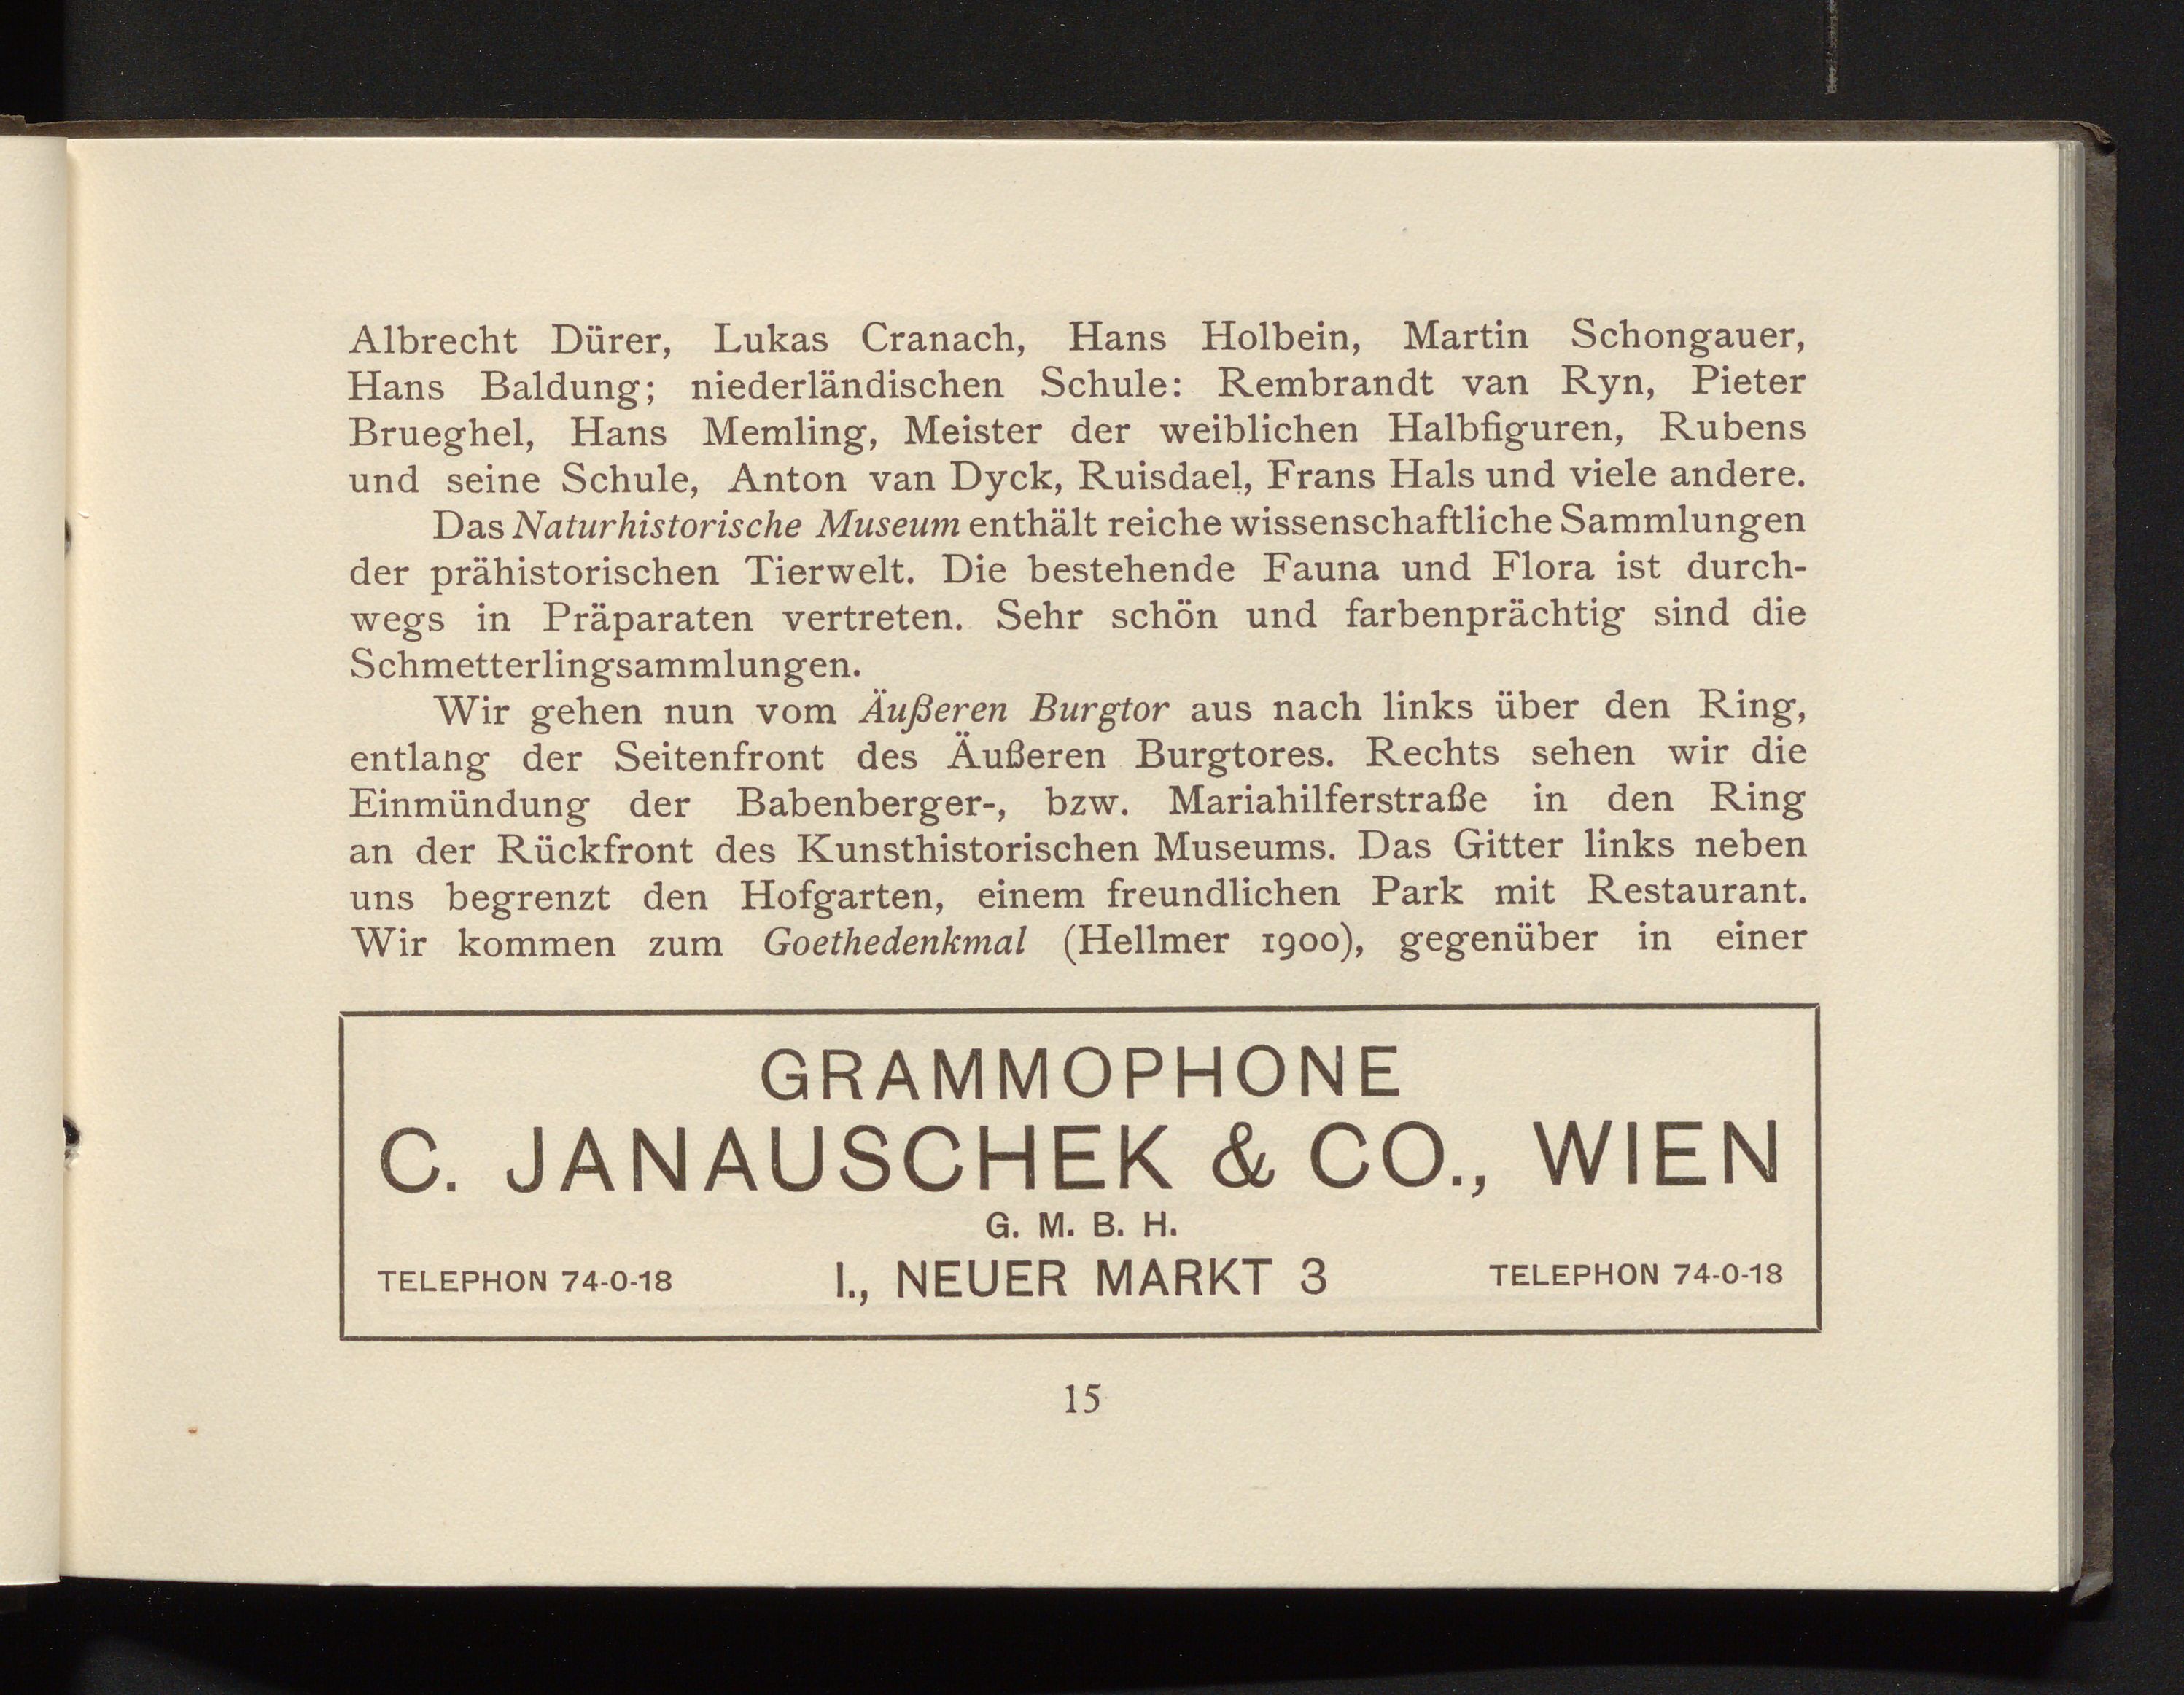 Albrecht Dürer, Lukas Cranach, Hans Holbein, Martin Schongauer,
Hans Baldung; niederländischen Schule: Rembrandt van Ryn, Pieter
Brueghel, Hans Memling, Meister der weiblichen Halbfiguren, Rubens
und seine Schule, Anton van Dyck, Ruisdael, Frans Hals und viele andere.
Das Naturhistorische Museum enthält reiche wissenschaftliche Sammlungen
der prähistorischen Tierwelt. Die bestehende Fauna und Flora ist durch-
wegs in Präparaten vertreten. Sehr schön und farbenprächtig sind die
Schmetterlingsammlungen.
Wir gehen nun vom Äußeren Burgtor aus nach links über den Ring,
entlang der Seitenfront des Äußeren Burgtores. Rechts sehen wir die
Einmündung der Babenberger-, bzw. Mariahilferstraße in den Ring
an der Rückfront des Kunsthistorischen Museums. Das Gitter links neben
uns begrenzt den Hofgarten, einem freundlichen Park mit Restaurant.
Wir kommen zum Goethedenkmal (Hellmer 1900), gegenüber in einer
GRAMMOPHONE
C. JANAUSCHEK & CO., WIEN
G. M. B. H.
TELEPHON 74-0-18 I., NEUER MARKT 3 TELEPHON 74-0-18
15